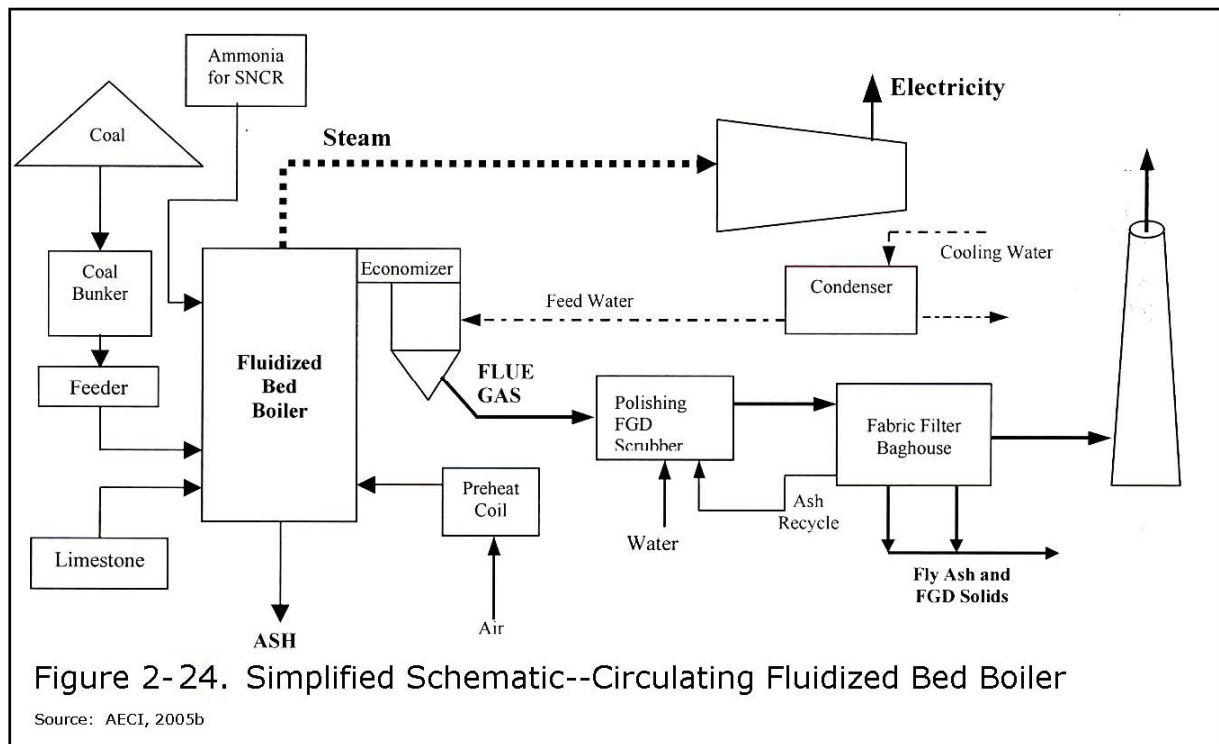 Ammonia
for SNCR
Electricity
Coal
Steam
Cooling Water
Economizer
Coal
Bunker
Condenser
Feed Water
Fluidized
Bed
Boiler
FLUE
GAS
Feeder
Polishing
FGD
Scrubber
Fabric Filter
Baghouse
Preheat
Coil
Ash
Recycle
Water
Limestone
Fly Ash and
FGD Solids
Air
ASH
Figure 2-24. Simplified Schematic--Circulating Fluidized Bed Boiler
Source: AECI, 2005b